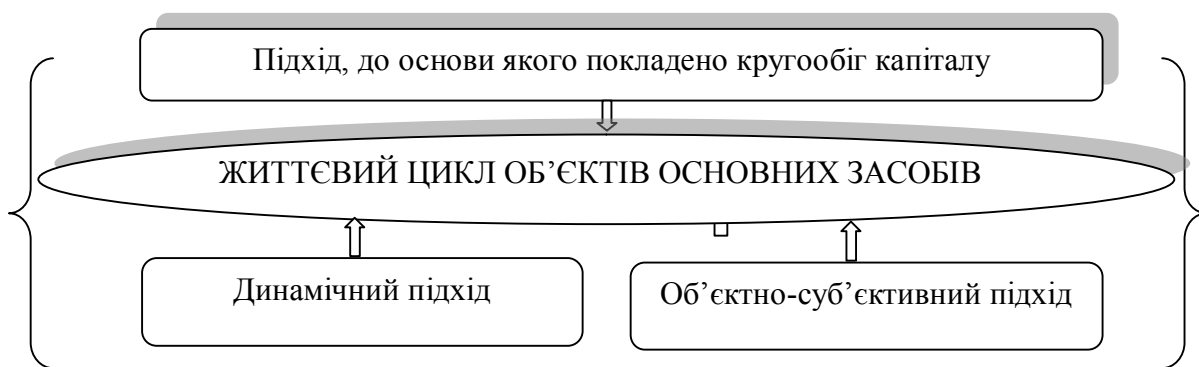 Підхід, до основи якого покладено кругообіг капіталу
ЖИТТЄВИЙ ЦИКЛ ОБ’ЄКТІВ ОСНОВНИХ ЗАСОБІВ
Динамічний підхід
Об’єктно-суб’єктивний підхід